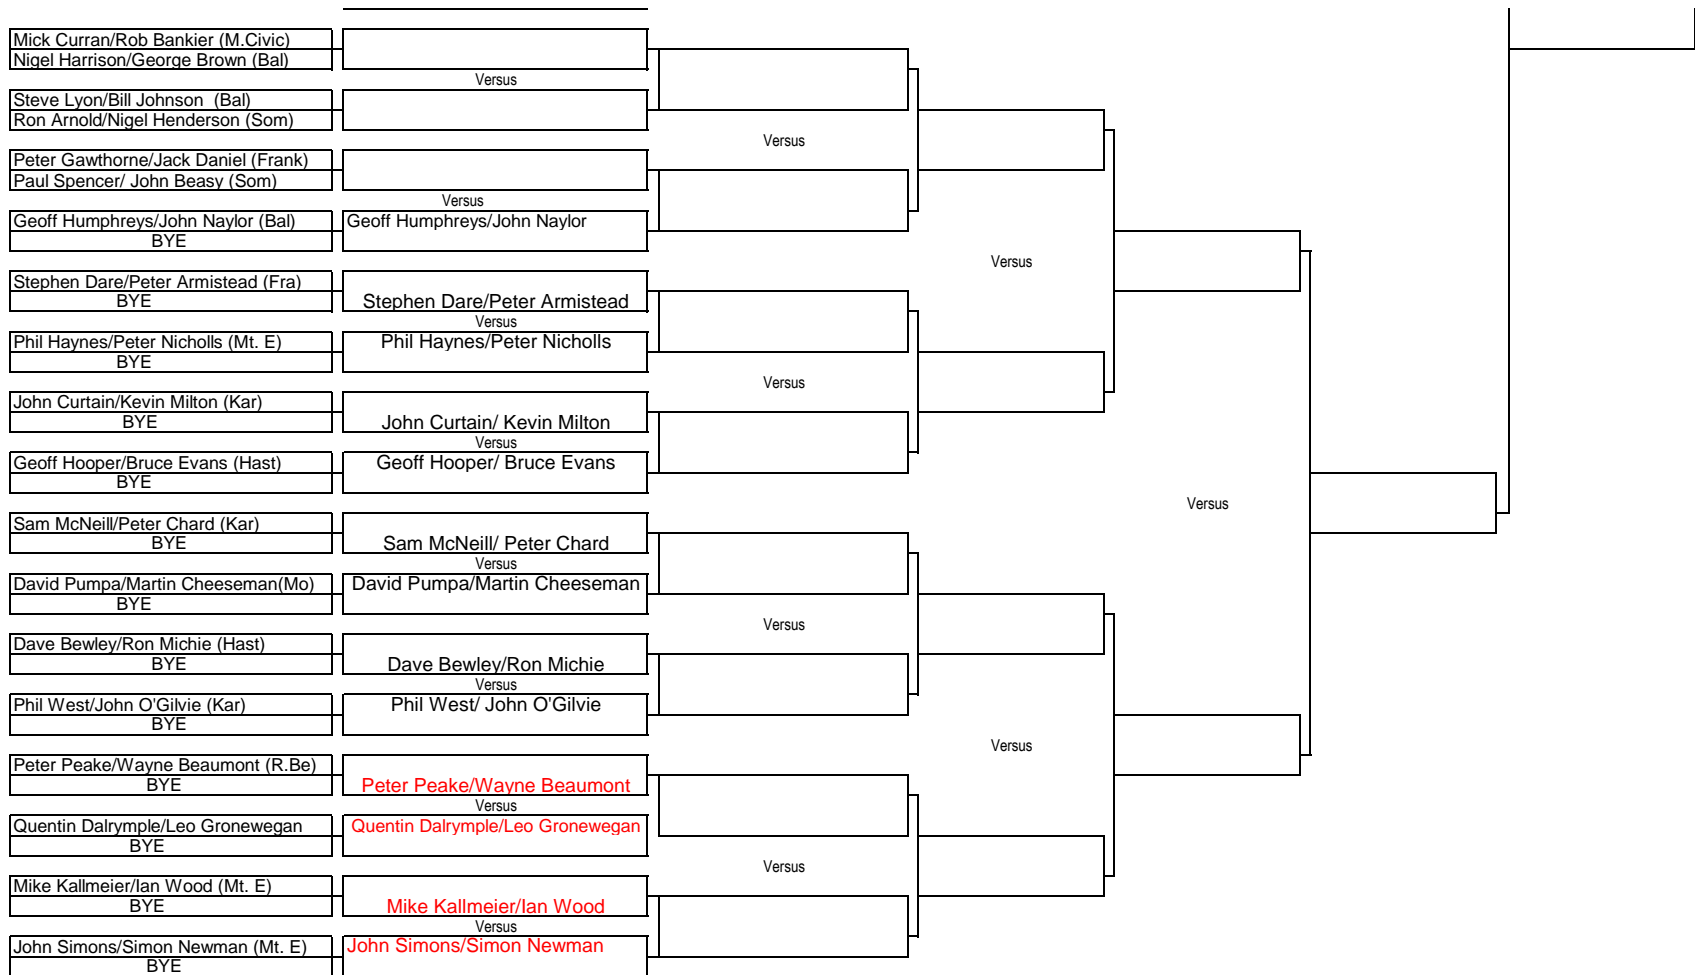 Mick Curran/Rob Bankier (M.Civic)
Nigel Harrison/George Brown (Bal)
Versus
Steve Lyon/Bill Johnson  (Bal)
Ron Arnold/Nigel Henderson (Som)
Versus
Peter Gawthorne/Jack Daniel (Frank)
Paul Spencer/ John Beasy (Som)
Versus
Geoff Humphreys/John Naylor (Bal)
Geoff Humphreys/John Naylor
BYE
Versus
Stephen Dare/Peter Armistead (Fra)
BYE
Stephen Dare/Peter Armistead
Versus
Phil Haynes/Peter Nicholls (Mt. E)
Phil Haynes/Peter Nicholls
BYE
Versus
John Curtain/Kevin Milton (Kar)
BYE
John Curtain/ Kevin Milton
Versus
Geoff Hooper/Bruce Evans (Hast)
Geoff Hooper/ Bruce Evans
BYE
Versus
Sam McNeill/Peter Chard (Kar)
BYE
Sam McNeill/ Peter Chard
Versus
David Pumpa/Martin Cheeseman(Mo)
David Pumpa/Martin Cheeseman
BYE
Versus
Dave Bewley/Ron Michie (Hast)
BYE
Dave Bewley/Ron Michie
Versus
Phil West/John O'Gilvie (Kar)
Phil West/ John O'Gilvie
BYE
Versus
Peter Peake/Wayne Beaumont (R.Be)
BYE
Peter Peake/Wayne Beaumont
Versus
Quentin Dalrymple/Leo Gronewegan
Quentin Dalrymple/Leo Gronewegan
BYE
Versus
Mike Kallmeier/Ian Wood (Mt. E)
BYE
Mike Kallmeier/Ian Wood
Versus
John Simons/Simon Newman (Mt. E)
John Simons/Simon Newman
BYE